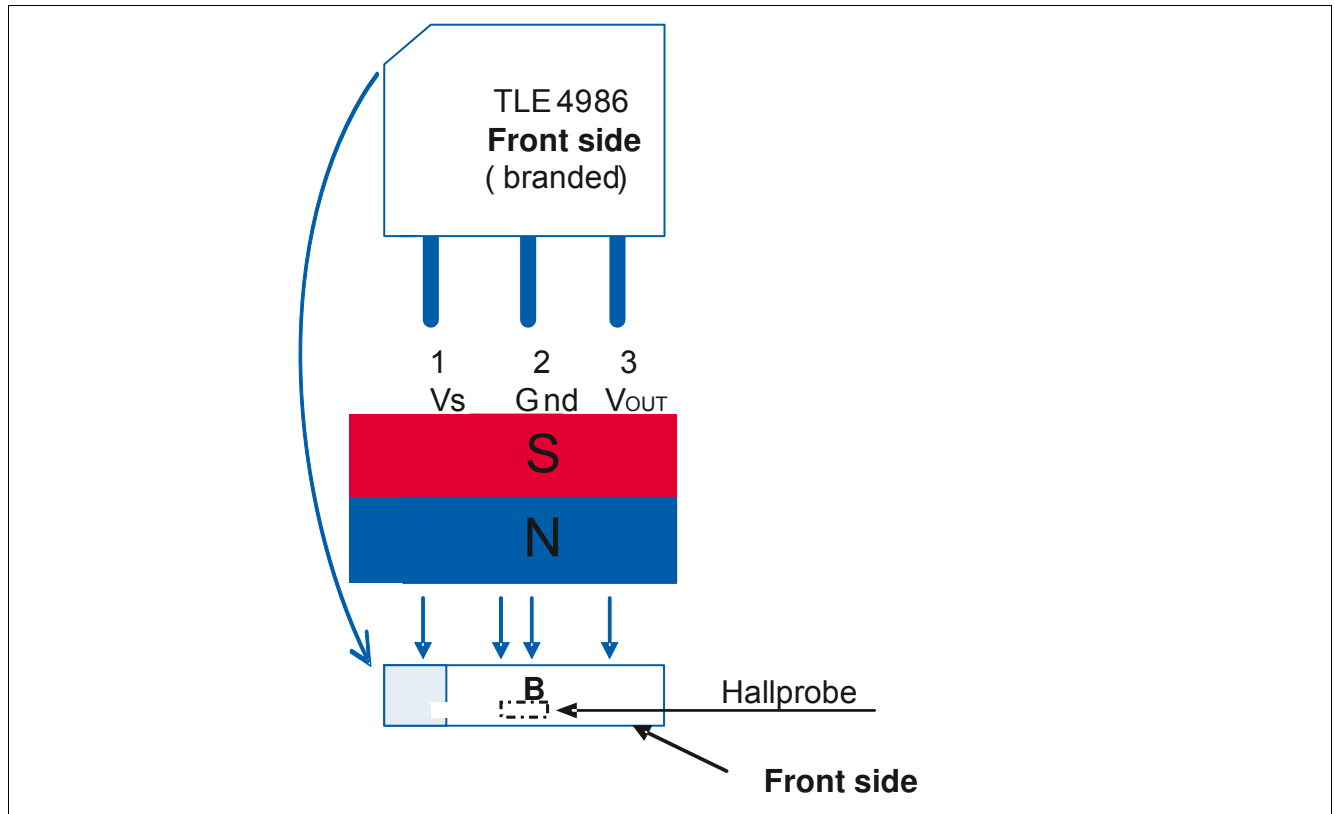 TLE 4986
Front side
( branded)
1 2 3
Vs Gnd VOUT
S
N
B
Hallprobe
Front side